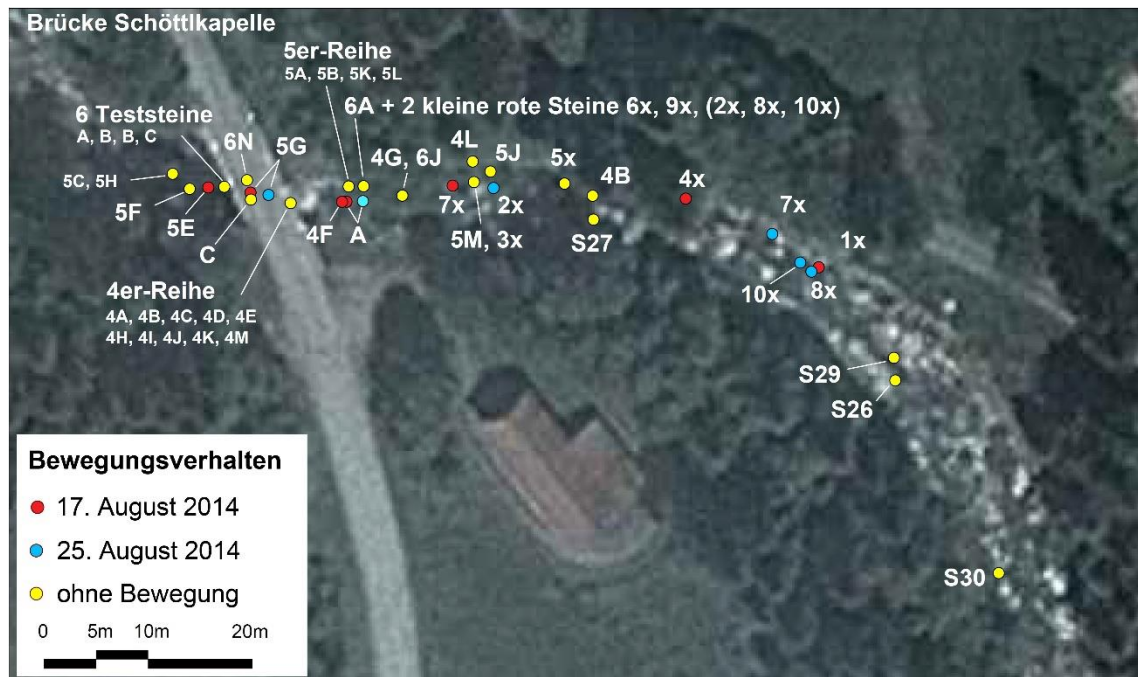 Brücke Schöttlkapelle
5er-Reihe
5A, 5B, 5K, 5L
6A + 2 kleine rote Steine 6x, 9x, (2x, 8x, 10x)
6 Teststeine
A, B, B, C
6N
5G
4G, 6J
4L
5J
5x
4B
4x
7x
1x
5C, 5H
5F
5E
C
4F
A
7x
2x
5M, 3x
S27
10x
8x
4er-Reihe
4A, 4B, 4C, 4D, 4E
4H, 4I, 4J, 4K, 4M
S29
S26
S30
Bewegungsverhalten
17. August 2014
25. August 2014
ohne Bewegung
0 5m 10m 20m